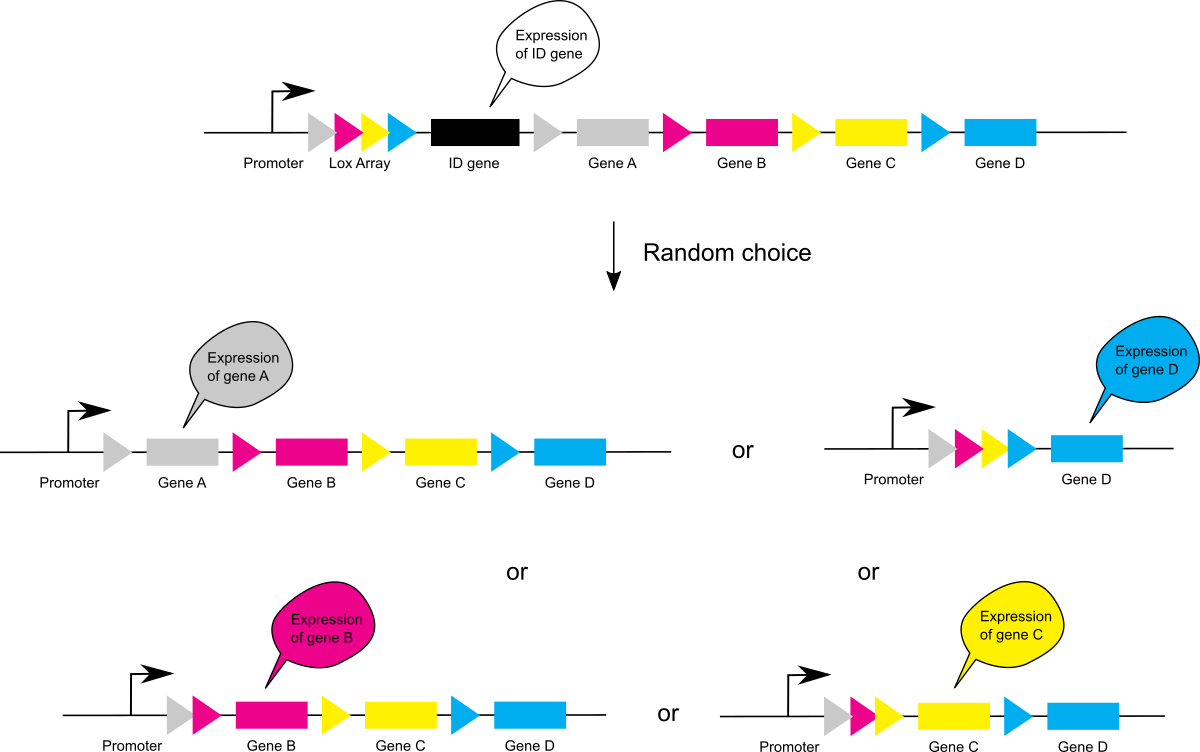 Expression
of ID gene
Promoter Lox Array ID gene Gene A Gene B Gene C Gene D
Random choice
Expression
of gene A
Expression
of gene D
Promoter Gene A Gene B Gene C Gene D
or
Promoter Gene D
or
or
Expression
of gene B
Expression
of gene C
Promoter Gene B Gene C Gene D
or
Promoter Gene C Gene D